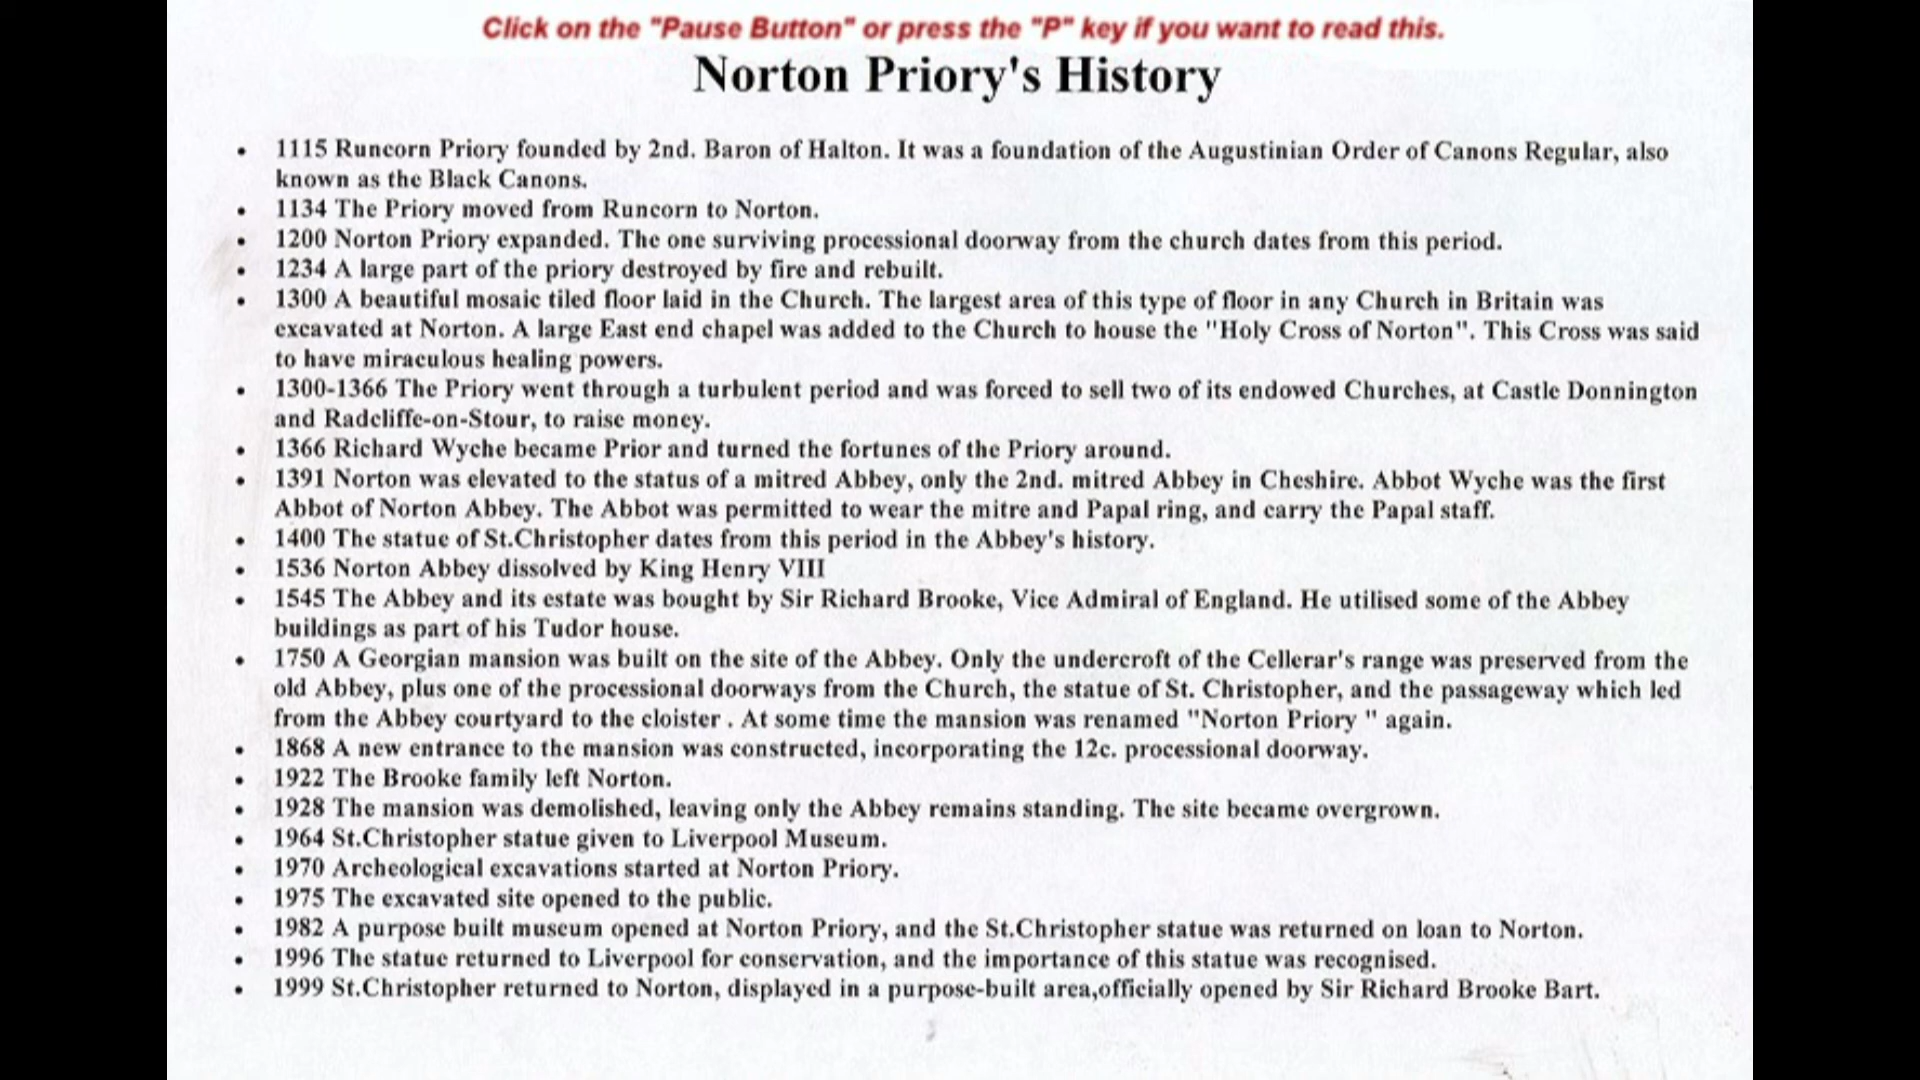 Click on the "Pause Button" or press the "P" key if you want to read this.
Norton Priory's History
• 1115 Runcorn Priory founded by 2nd. Baron of Halton. It was a foundation of the Augustinian Order of Canons Regular, also
known as the Black Canons.
• 1134 The Priory moved from Runcorn to Norton.
• 1200 Norton Priory expanded. The one surviving processional doorway from the church dates from this period.
• 1234 A large part of the priory destroyed by fire and rebuilt.
• 1300 A beautiful mosaic tiled floor laid in the Church. The largest area of this type of floor in any Church in Britain was
excavated at Norton. A large East end chapel was added to the Church to house the "Holy Cross of Norton". This Cross was said
to have miraculous healing powers.
• 1300-1366 The Priory went through a turbulent period and was forced to sell two of its endowed Churches, at Castle Donnington
and Radcliffe-on-Stour, to raise money.
• 1366 Richard Wyche became Prior and turned the fortunes of the Priory around.
• 1391 Norton was elevated to the status of a mitred Abbey, only the 2nd. mitred Abbey in Cheshire. Abbot Wyche was the first
Abbot of Norton Abbey. The Abbot was permitted to wear the mitre and Papal ring, and carry the Papal staff.
• 1400 The statue of St.Christopher dates from this period in the Abbey's history.
• 1536 Norton Abbey dissolved by King Henry VIII
• 1545 The Abbey and its estate was bought by Sir Richard Brooke, Vice Admiral of England. He utilised some of the Abbey
buildings as part of his Tudor house.
• 1750 A Georgian mansion was built on the site of the Abbey. Only the undercroft of the Cellerar's range was preserved from the
old Abbey, plus one of the processional doorways from the Church, the statue of St. Christopher, and the passageway which led
from the Abbey courtyard to the cloister . At some time the mansion was renamed "Norton Priory " again.
• 1868 A new entrance to the mansion was constructed, incorporating the 12c. processional doorway.
• 1922 The Brooke family left Norton.
• 1928 The mansion was demolished, leaving only the Abbey remains standing. The site became overgrown.
• 1964 St.Christopher statue given to Liverpool Museum.
• 1970 Archeological excavations started at Norton Priory.
• 1975 The excavated site opened to the public.
• 1982 A purpose built museum opened at Norton Priory, and the St.Christopher statue was returned on loan to Norton.
• 1996 The statue returned to Liverpool for conservation, and the importance of this statue was recognised.
• 1999 St.Christopher returned to Norton, displayed in a purpose-built area,officially opened by Sir Richard Brooke Bart.